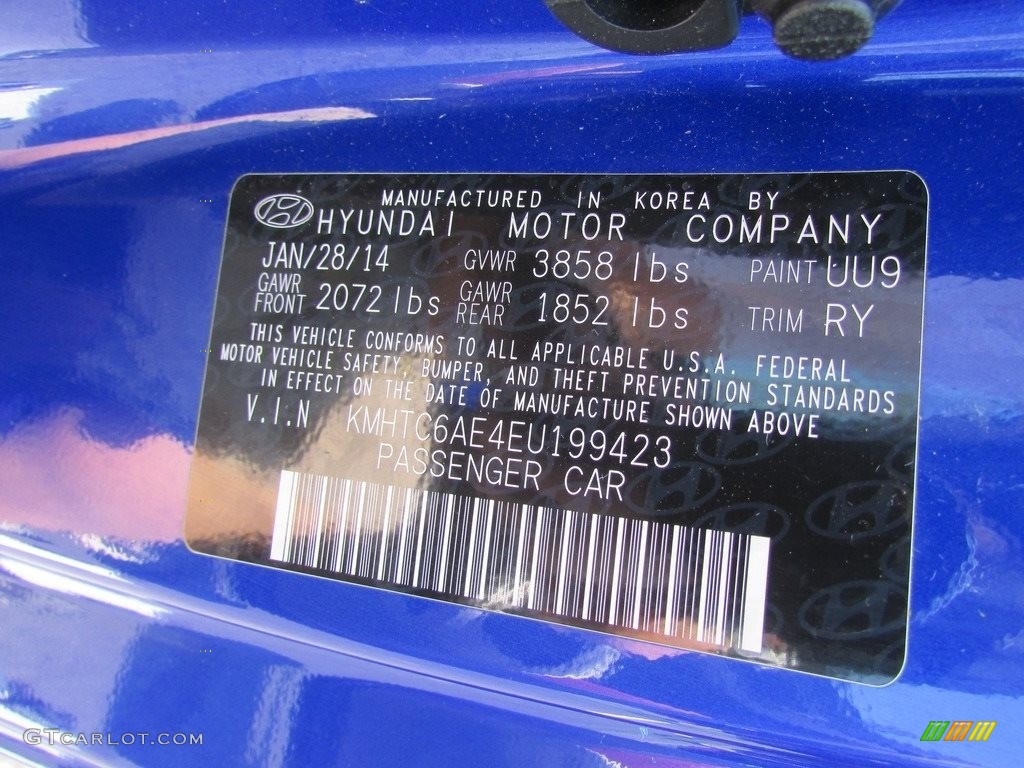 MANUFACTURED IN KOREA BY
HYUNDAI MOTOR COMPANY
JAN/28/14 GVWR 3858 lbs PAINT UU9
GAWR FRONT 2072 lbs GAWR REAR 1852 lbs TRIM RY
THIS VEHICLE CONFORMS TO ALL APPLICABLE U.S.A. FEDERAL
MOTOR VEHICLE SAFETY, BUMPER, AND THEFT PREVENTION STANDARDS
IN EFFECT ON THE DATE OF MANUFACTURE SHOWN ABOVE
V.I.N KMHTC6AE4EU199423
PASSENGER CAR
GTCARLOT.COM